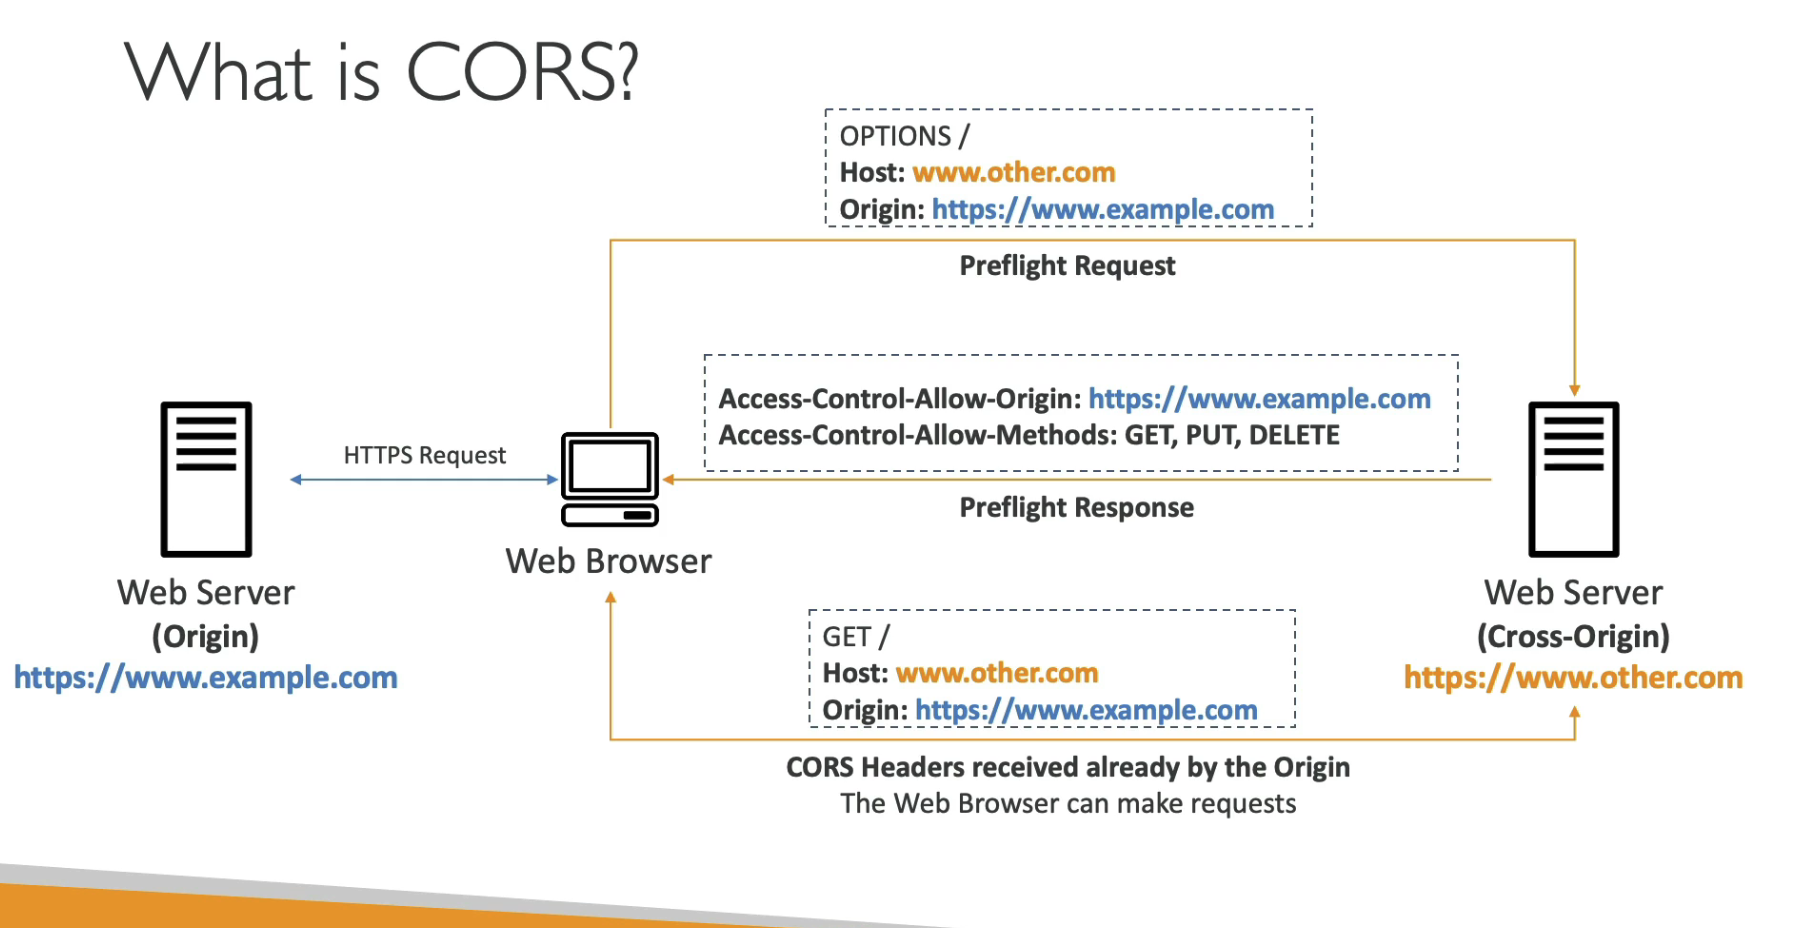 What is CORS?
OPTIONS /
Host: www.other.com
Origin: https://www.example.com
Preflight Request
Access-Control-Allow-Origin: https://www.example.com
Access-Control-Allow-Methods: GET, PUT, DELETE
Preflight Response
HTTPS Request
Web Browser
Web Server
(Origin)
https://www.example.com
Web Server
(Cross-Origin)
https://www.other.com
GET /
Host: www.other.com
Origin: https://www.example.com
CORS Headers received already by the Origin
The Web Browser can make requests